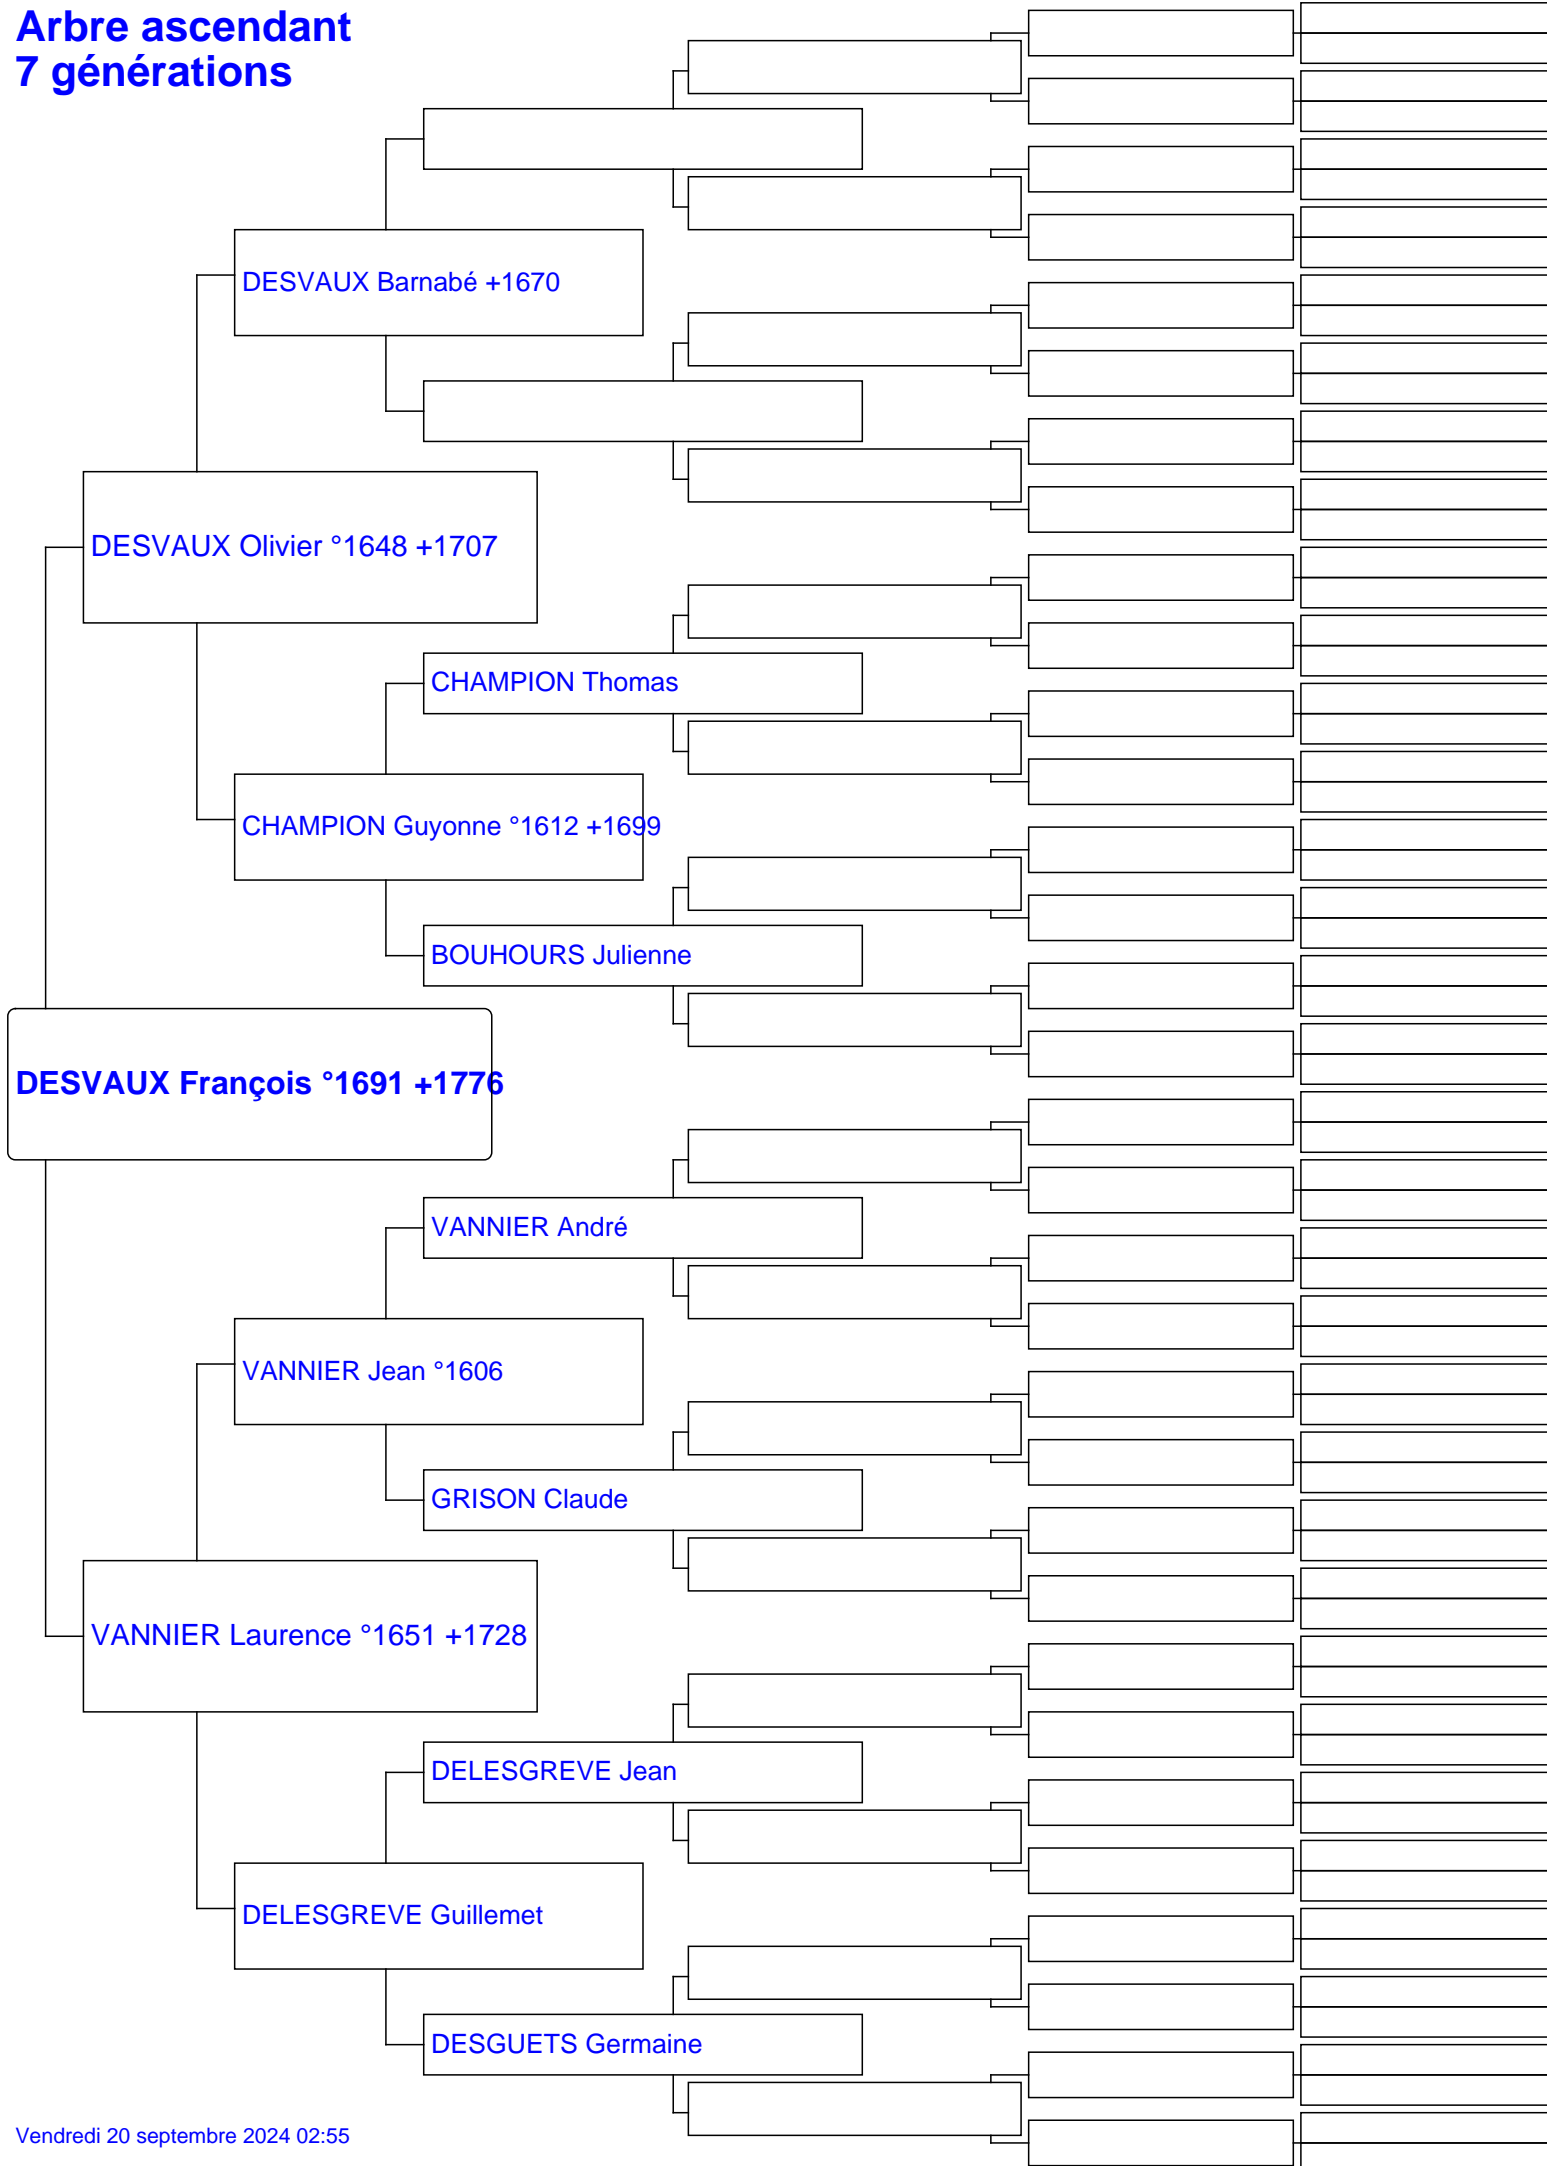 Arbre ascendant
7 générations
DESVAUX Barnabé +1670
DESVAUX Olivier °1648 +1707
CHAMPION Thomas
CHAMPION Guyonne °1612 +1699
BOUHOURS Julienne
DESVAUX François °1691 +1776
VANNIER André
VANNIER Jean °1606
GRISON Claude
VANNIER Laurence °1651 +1728
DELESGREVE Jean
DELESGREVE Guillemet
DESGUETS Germaine
Vendredi 20 septembre 2024 02:55